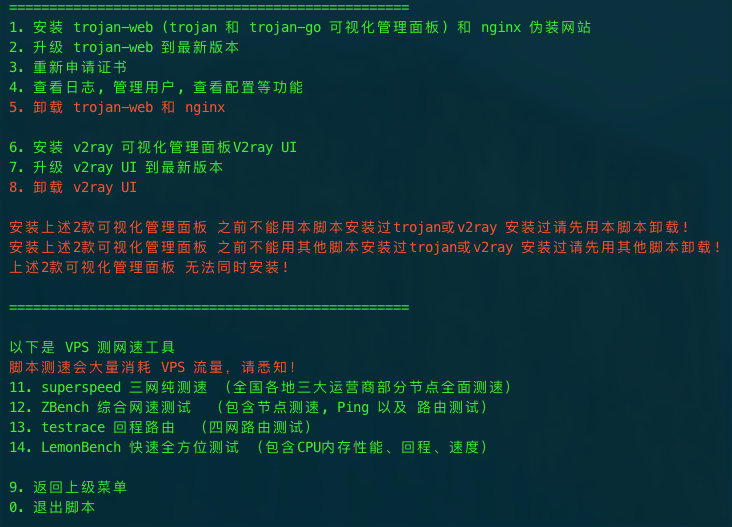 ==================================================
1. 安装 trojan-web (trojan 和 trojan-go 可视化管理面板) 和 nginx 伪装网站
2. 升级 trojan-web 到最新版本
3. 重新申请证书
4. 查看日志, 管理用户, 查看配置等功能
5. 卸载 trojan-web 和 nginx
6. 安装 v2ray 可视化管理面板V2ray UI
7. 升级 v2ray UI 到最新版本
8. 卸载 v2ray UI
安装上述2款可视化管理面板 之前不能用本脚本安装过trojan或v2ray 安装过请先用本脚本卸载!
安装上述2款可视化管理面板 之前不能用其他脚本安装过trojan或v2ray 安装过请先用其他脚本卸载!
上述2款可视化管理面板 无法同时安装!
==================================================
以下是 VPS 测网速工具
脚本测速会大量消耗 VPS 流量，请悉知!
11. superspeed 三网纯测速 （全国各地三大运营商部分节点全面测速）
12. ZBench 综合网速测试  （包含节点测速, Ping 以及 路由测试）
13. testrace 回程路由  （四网路由测试）
14. LemonBench 快速全方位测试 （包含CPU内存性能、回程、速度）
9. 返回上级菜单
0. 退出脚本